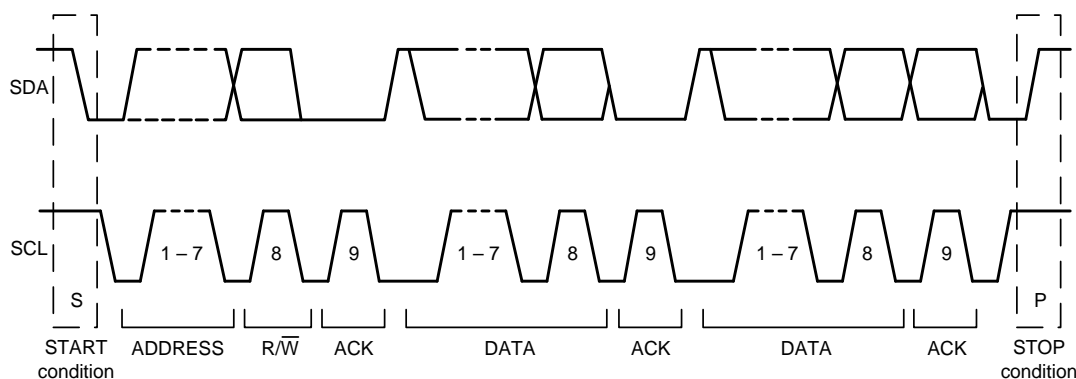 SDA
SCL
1 – 7 8 9 1 – 7 8 9 1 – 7 8 9
S P
START ADDRESS R/W̅ ACK DATA ACK DATA ACK STOP
condition condition